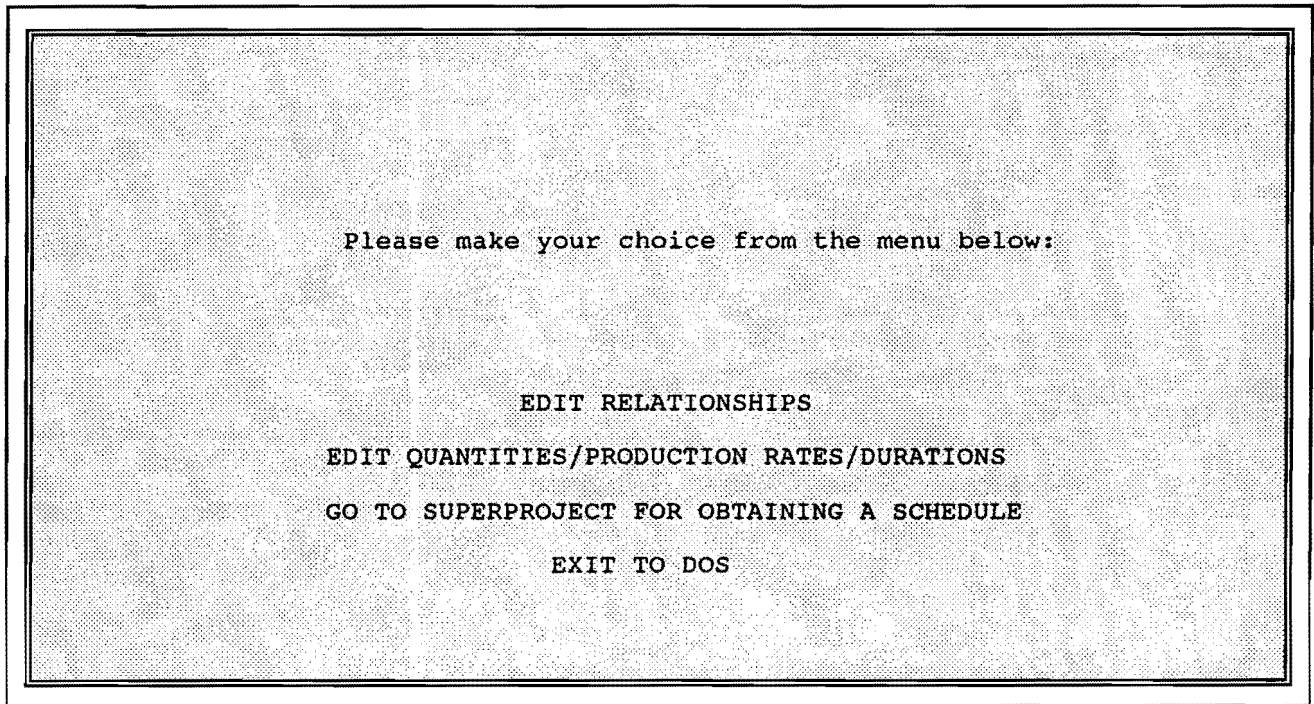 Please make your choice from the menu below:
EDIT RELATIONSHIPS
EDIT QUANTITIES/PRODUCTION RATES/DURATIONS
GO TO SUPERPROJECT FOR OBTAINING A SCHEDULE
EXIT TO DOS